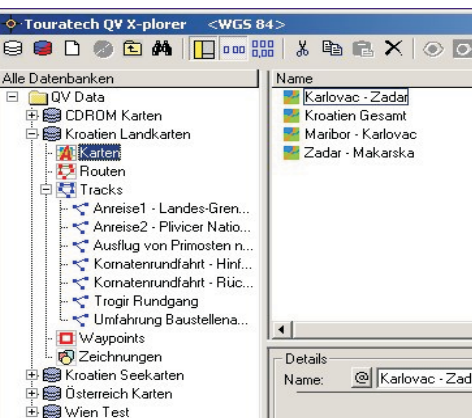 Touratech QV X-plorer <WGS 84>
Alle Datenbanken
QV Data
CDROM Karten
Kroatien Landkarten
Karten
Routen
Tracks
Anreise1 - Landes-Gren...
Anreise2 - Plivicer Natio...
Ausflug von Primosten n...
Kornatenrundfahrt - Hinf...
Kornatenrundfahrt - Rüc...
Trogir Rundgang
Umfahrung Baustellena...
Waypoints
Zeichnungen
Kroatien Seekarten
Österreich Karten
Wien Test
Name
Karlovac - Zadar
Kroatien Gesamt
Maribor - Karlovac
Zadar - Makarska
Details
Name: @ Karlovac - Zad